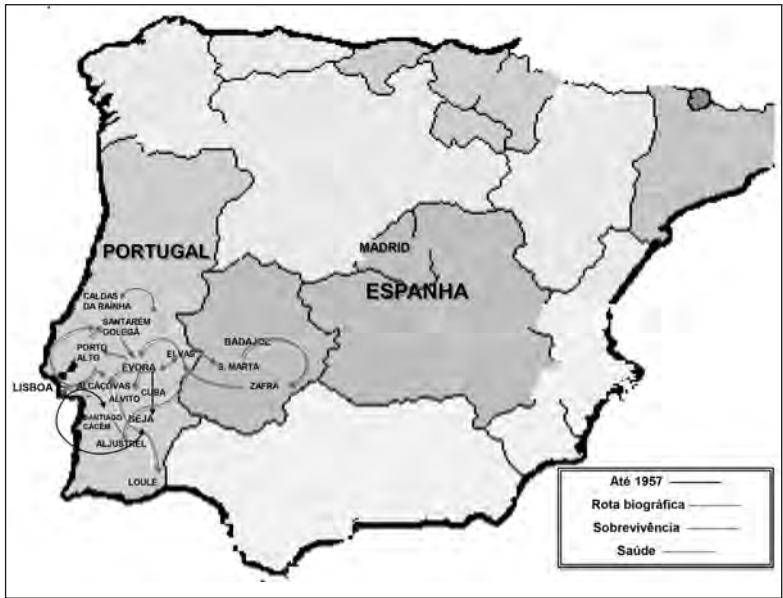 PORTUGAL
MADRID
ESPANHA
CALDAS
DA RAÍNHA
SANTARÉM
GOLEGÃ
PORTO
ALTO
ELVAS
BADAJOZ
S. MARTA
ÉVORA
ZAFRA
LISBOA
ALCÁÇOVAS
CUBA
ALVITO
SANTIAGO
CACÉM
BEJA
ALJUSTREL
LOULÉ
Até 1957
Rota biográfica
Sobrevivência
Saúde